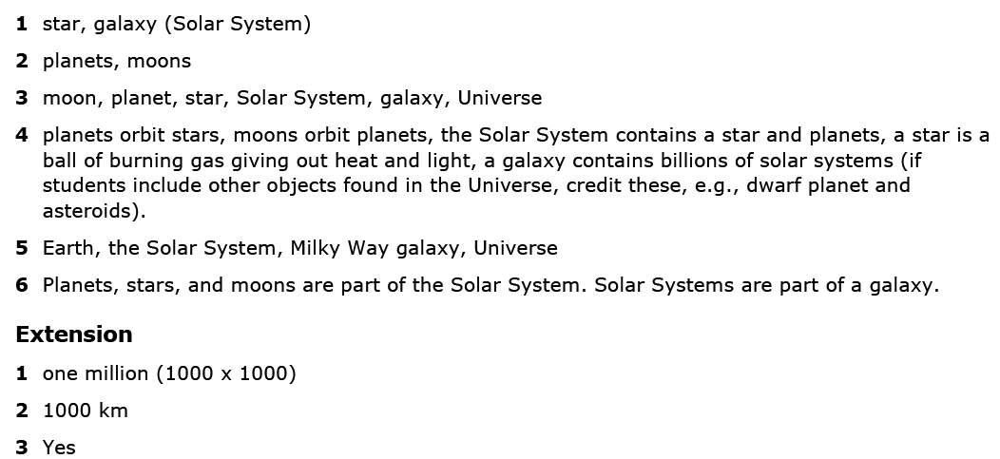 1 star, galaxy (Solar System)
2 planets, moons
3 moon, planet, star, Solar System, galaxy, Universe
4 planets orbit stars, moons orbit planets, the Solar System contains a star and planets, a star is a
ball of burning gas giving out heat and light, a galaxy contains billions of solar systems (if
students include other objects found in the Universe, credit these, e.g., dwarf planet and
asteroids).
5 Earth, the Solar System, Milky Way galaxy, Universe
6 Planets, stars, and moons are part of the Solar System. Solar Systems are part of a galaxy.
Extension
1 one million (1000 x 1000)
2 1000 km
3 Yes